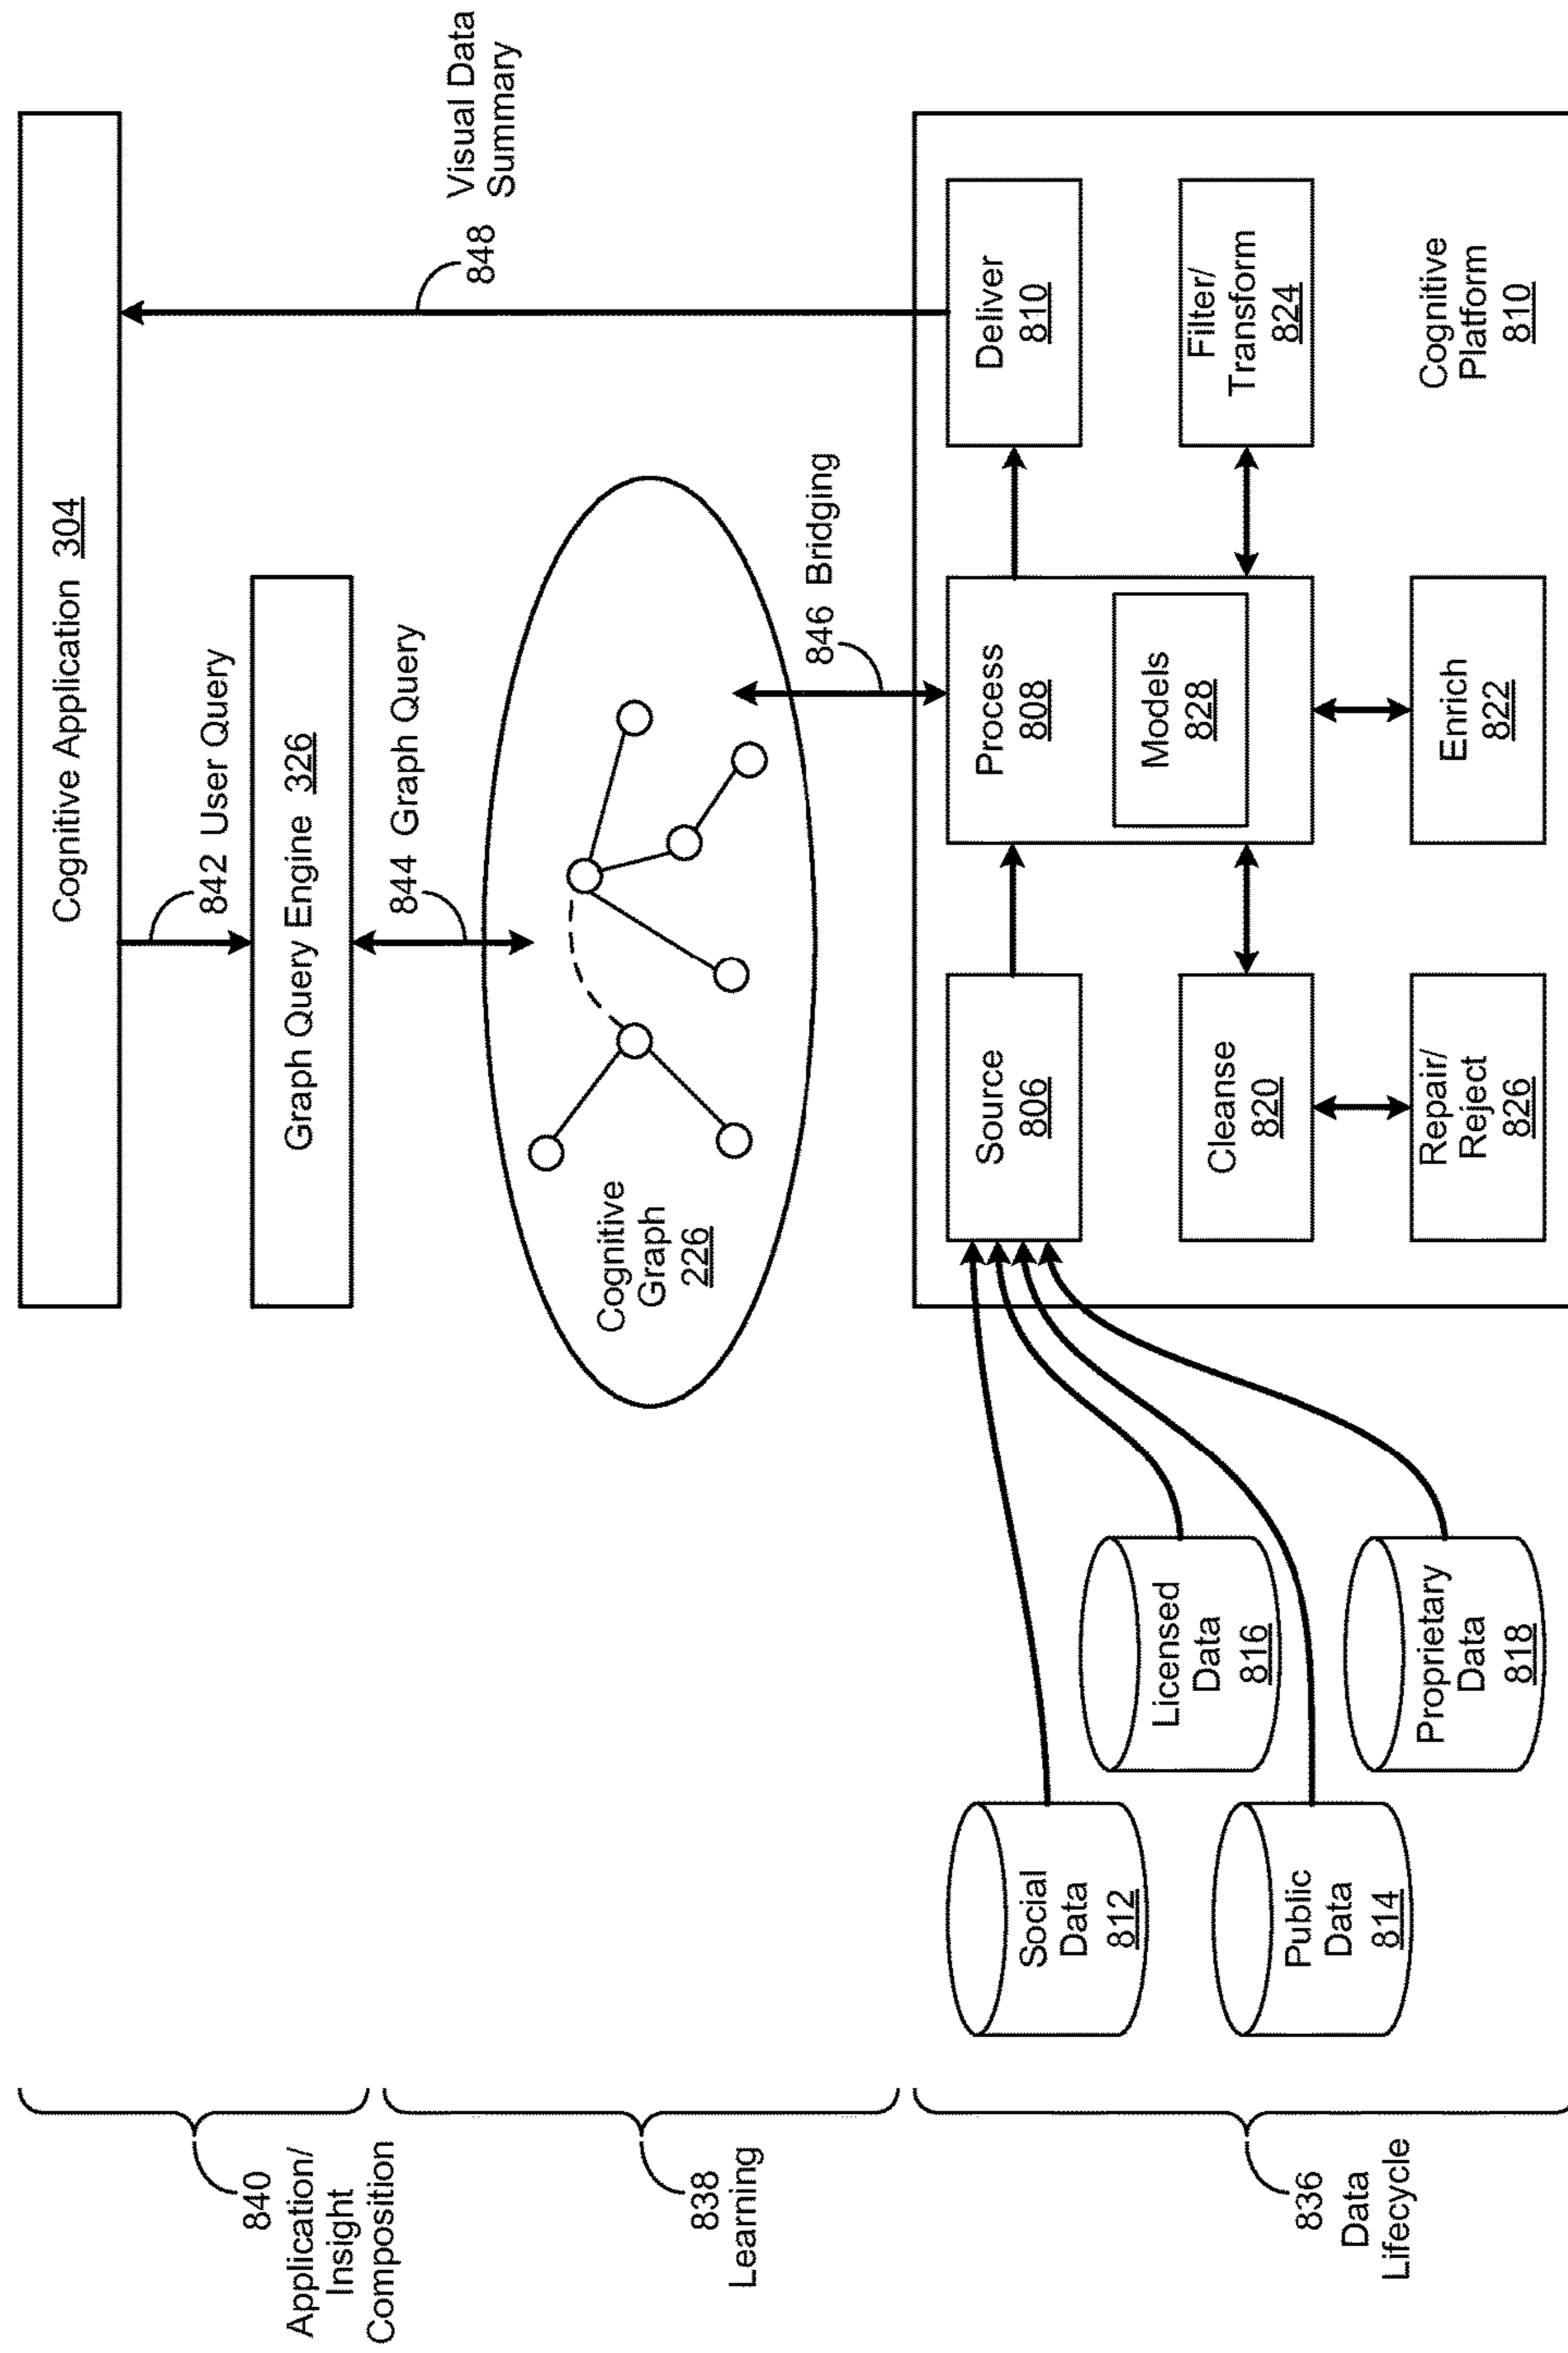 840
Application/
Insight
Composition
838
Learning
836
Data
Lifecycle
Cognitive Application 304
842 User Query
Graph Query Engine 326
844 Graph Query
Cognitive
Graph
226
846 Bridging
848
Visual Data
Summary
Social
Data
812
Licensed
Data
816
Public
Data
814
Proprietary
Data
818
Source
806
Process
808
Models
828
Deliver
810
Cleanse
820
Filter/
Transform
824
Repair/
Reject
826
Enrich
822
Cognitive
Platform
810